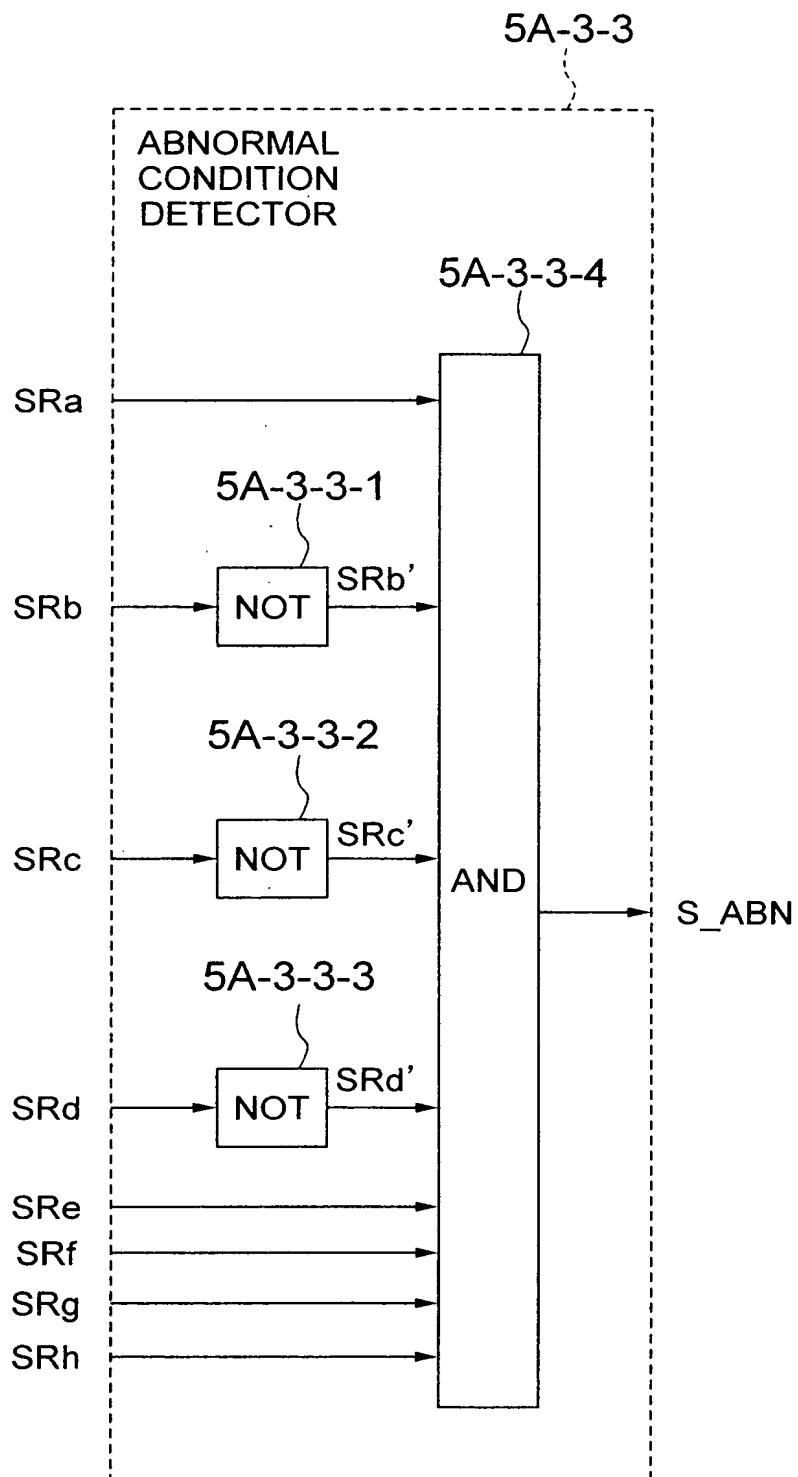 5A-3-3
ABNORMAL
CONDITION
DETECTOR
5A-3-3-4
SRa
5A-3-3-1
SRb
NOT
SRb’
5A-3-3-2
SRc
NOT
SRc’
AND
S_ABN
5A-3-3-3
SRd
NOT
SRd’
SRe
SRf
SRg
SRh